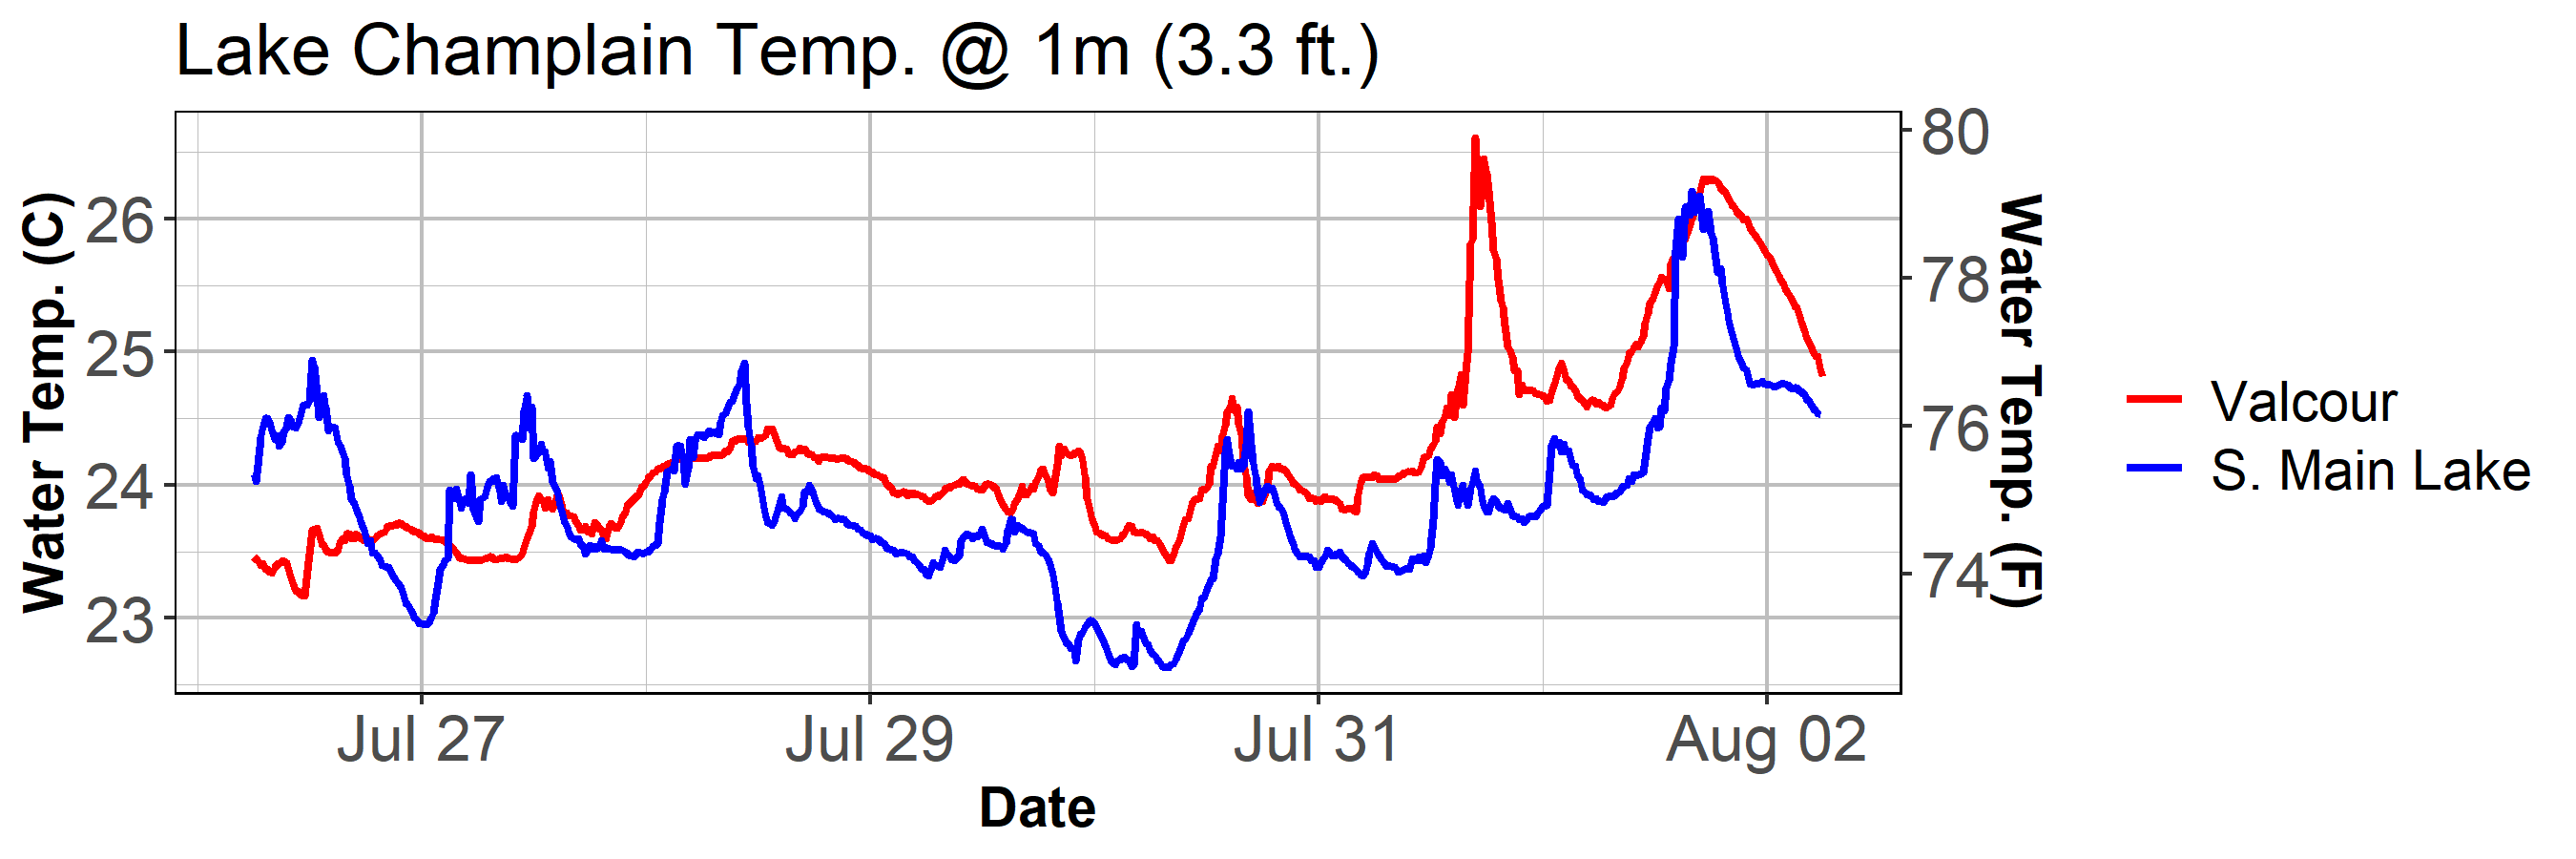 Lake Champlain Temp. @ 1m (3.3 ft.)
Water Temp. (C)
26
25
24
23
80
78
76
74
Water Temp. (F)
Jul 27
Jul 29
Jul 31
Aug 02
Date
Valcour
S. Main Lake